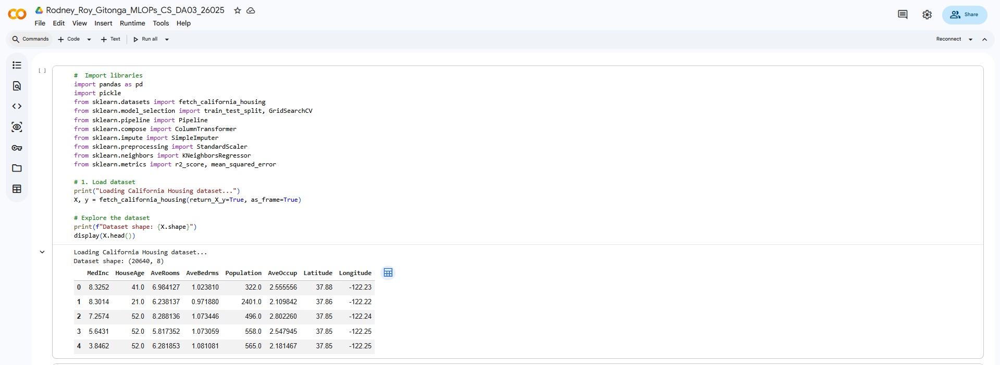 Rodney_Roy_Gitonga_MLOPs_CS_DA03_26025
File Edit View Insert Runtime Tools Help
Share
Commands + Code + Text Run all
Reconnect
[ ]
#  Import libraries
import pandas as pd
import pickle
from sklearn.datasets import fetch_california_housing
from sklearn.model_selection import train_test_split, GridSearchCV
from sklearn.pipeline import Pipeline
from sklearn.compose import ColumnTransformer
from sklearn.impute import SimpleImputer
from sklearn.preprocessing import StandardScaler
from sklearn.neighbors import KNeighborsRegressor
from sklearn.metrics import r2_score, mean_squared_error
# 1. Load dataset
print("Loading California Housing dataset...")
X, y = fetch_california_housing(return_X_y=True, as_frame=True)
# Explore the dataset
print(f"Dataset shape: {X.shape}")
display(X.head())
Loading California Housing dataset...
Dataset shape: (20640, 8)
MedInc HouseAge AveRooms AveBedrms Population AveOccup Latitude Longitude
0 8.3252 41.0 6.984127 1.023810 322.0 2.555556 37.88 -122.23
1 8.3014 21.0 6.238137 0.971880 2401.0 2.109842 37.86 -122.22
2 7.2574 52.0 8.288136 1.073446 496.0 2.802260 37.85 -122.24
3 5.6431 52.0 5.817352 1.073059 558.0 2.547945 37.85 -122.25
4 3.8462 52.0 6.281853 1.081081 565.0 2.181467 37.85 -122.25